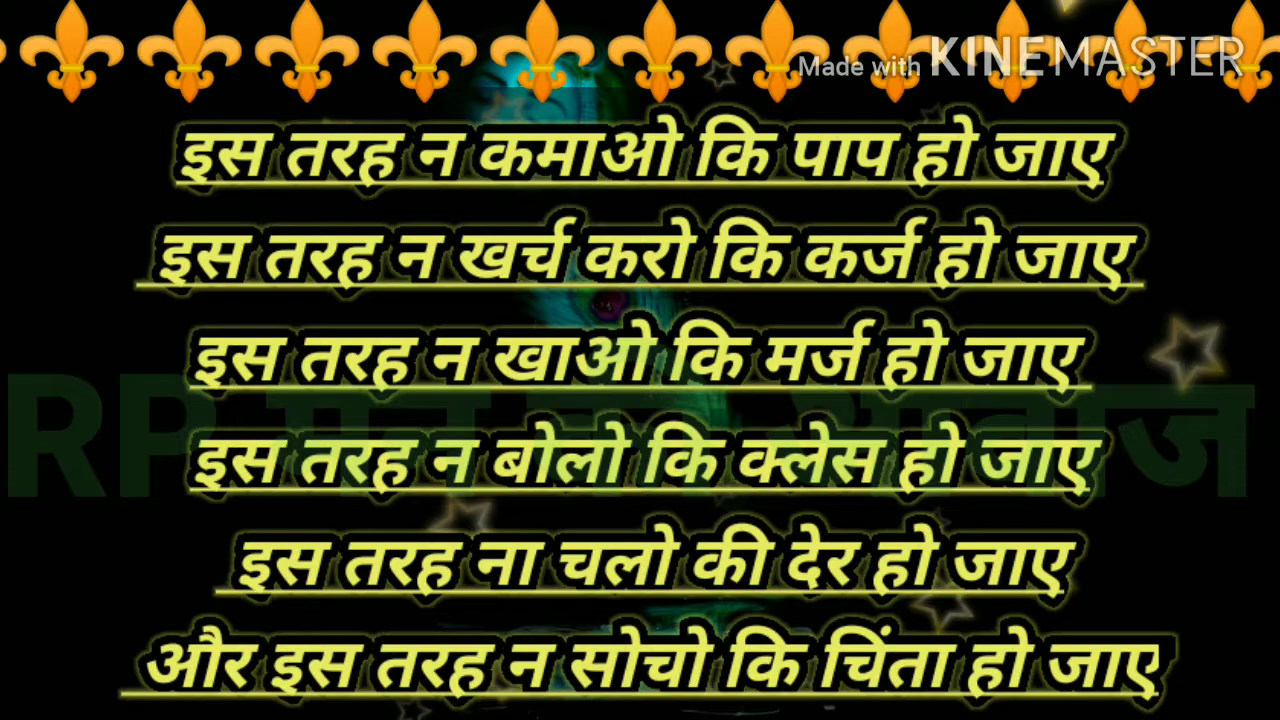 Made with KINEMASTER
इस तरह न कमाओ कि पाप हो जाए
इस तरह न खर्च करो कि कर्ज हो जाए
इस तरह न खाओ कि मर्ज हो जाए
इस तरह न बोलो कि क्लेस हो जाए
इस तरह ना चलो की देर हो जाए
और इस तरह न सोचो कि चिंता हो जाए